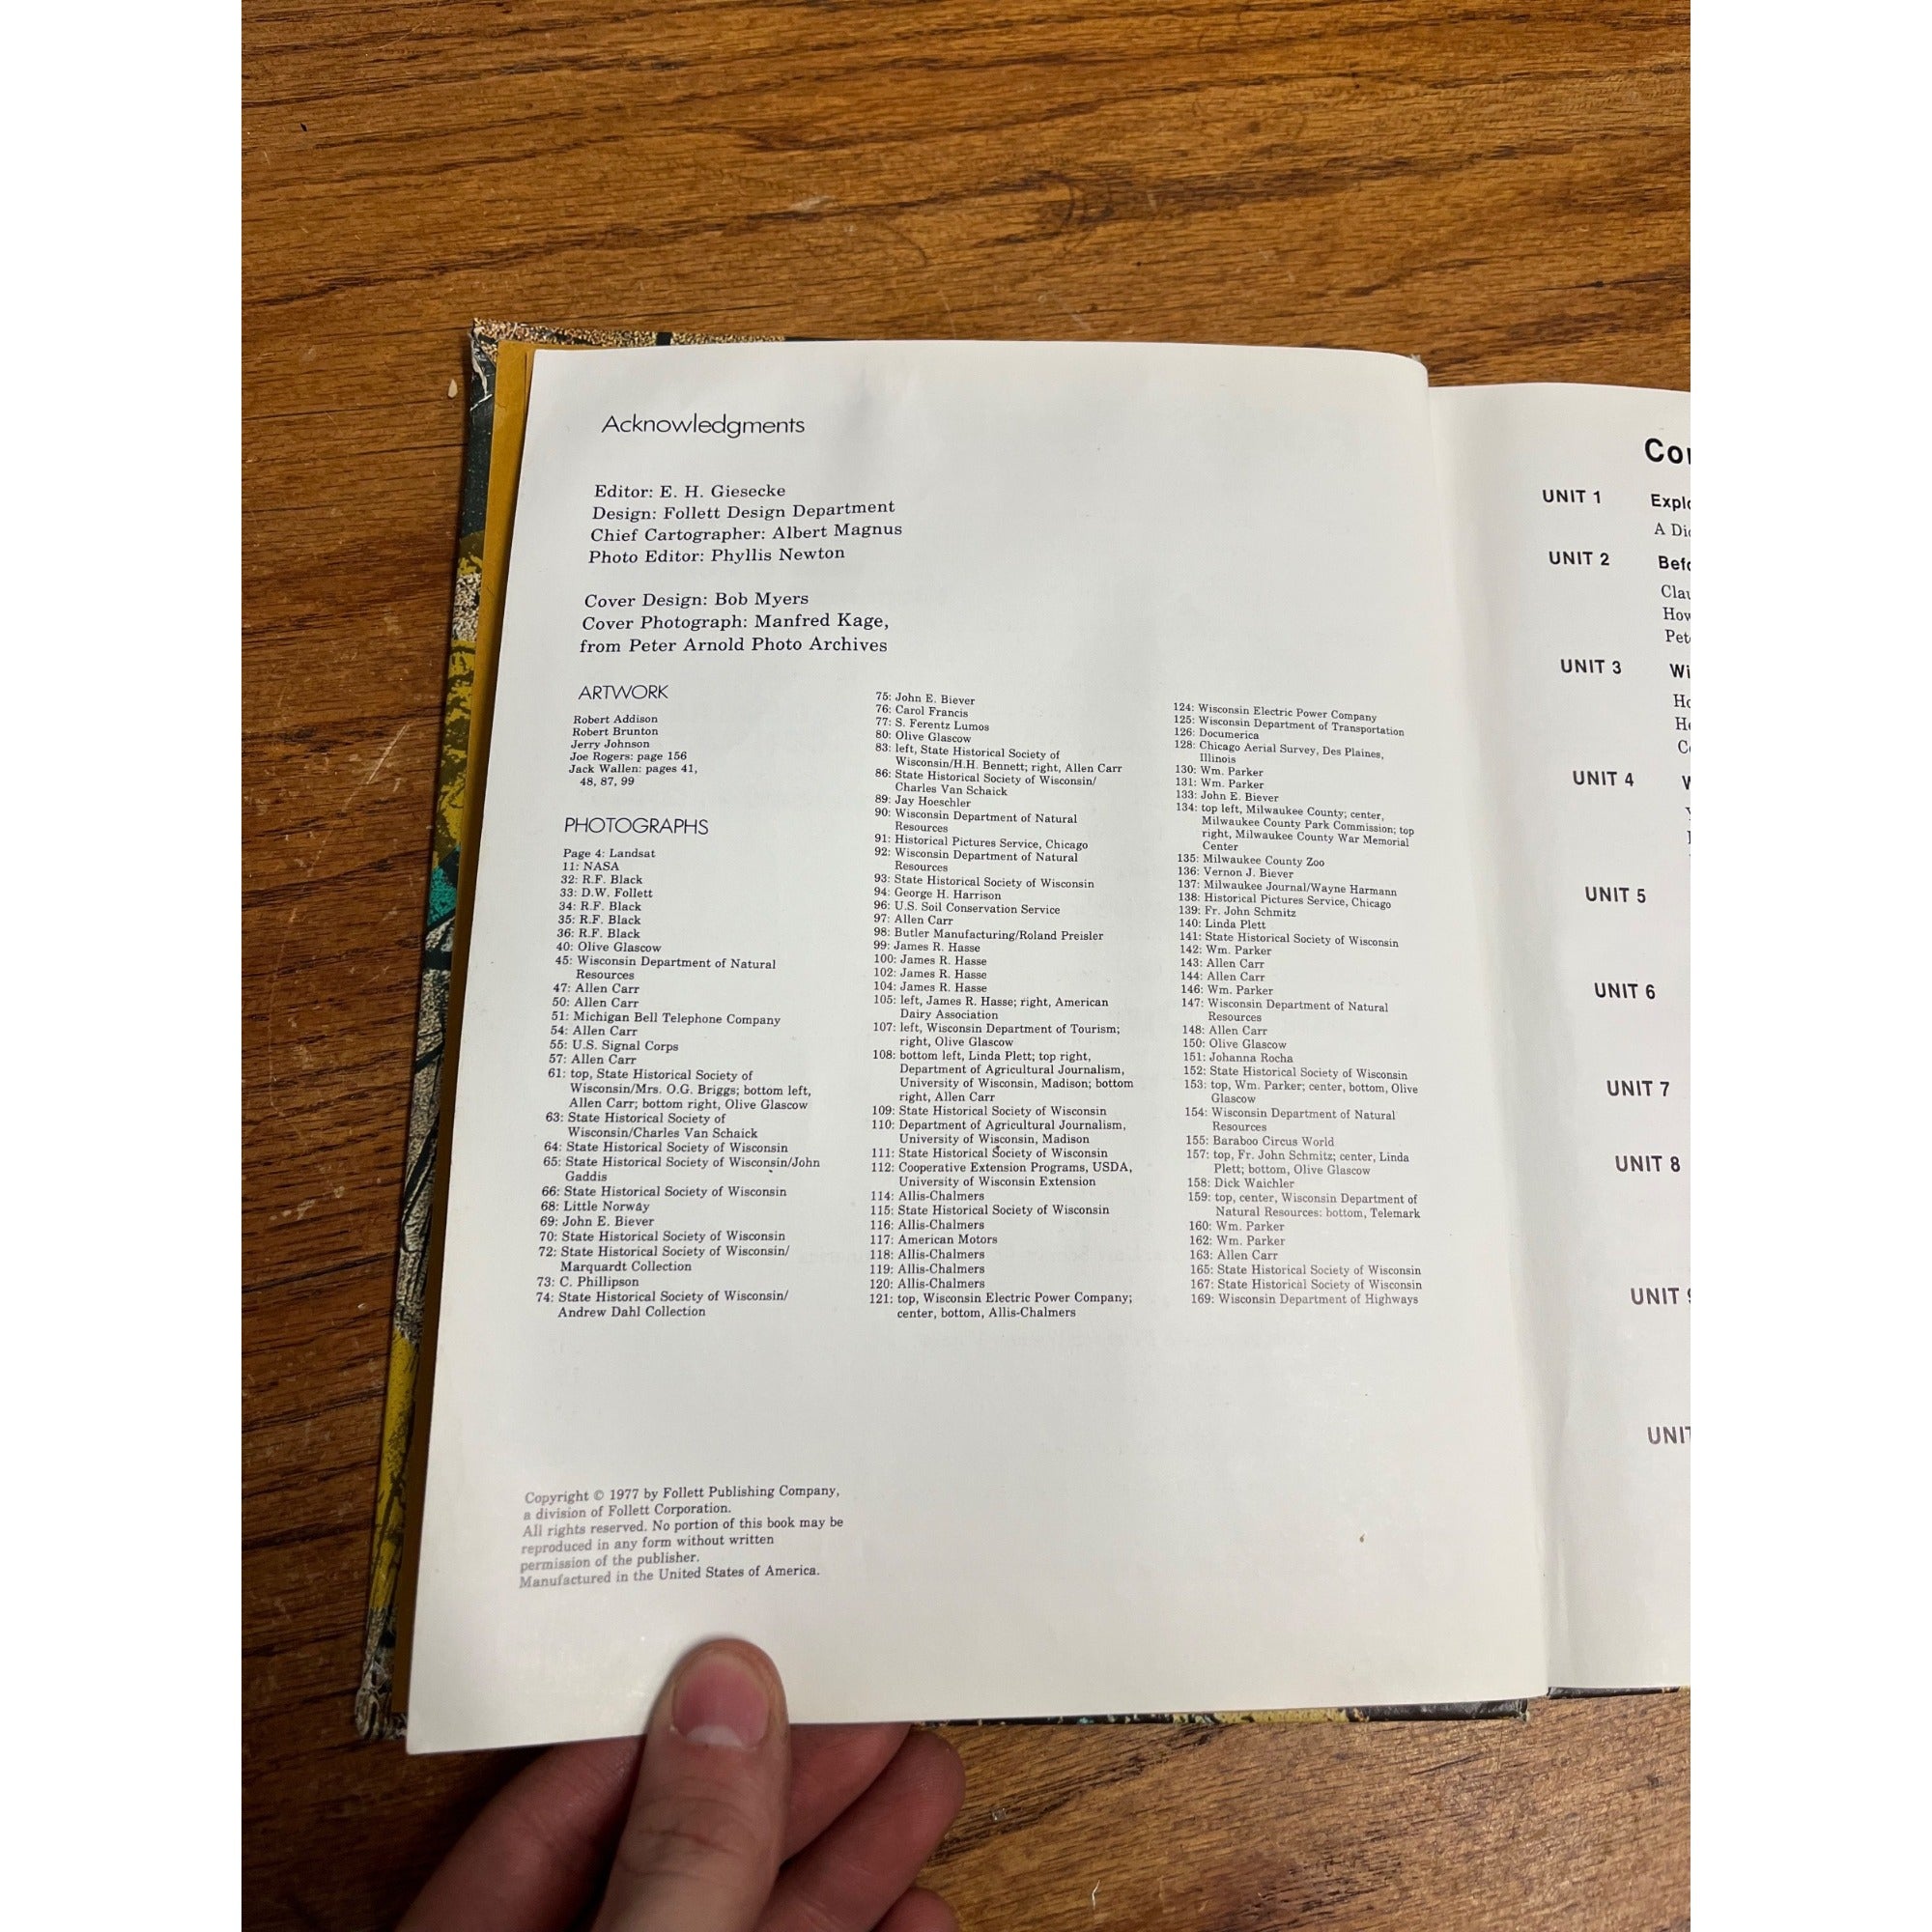 Acknowledgments
Editor: E. H. Giesecke
Design: Follett Design Department
Chief Cartographer: Albert Magnus
Photo Editor: Phyllis Newton
Cover Design: Bob Myers
Cover Photograph: Manfred Kage,
from Peter Arnold Photo Archives
ARTWORK
Robert Addison
Robert Brunton
Jerry Johnson
Joe Rogers: page 156
Jack Wallen: pages 41,
48, 87, 99
PHOTOGRAPHS
Page 4: Landsat
11: NASA
32: R.F. Black
33: D.W. Follett
34: R.F. Black
35: R.F. Black
36: R.F. Black
40: Olive Glascow
45: Wisconsin Department of Natural
Resources
47: Allen Carr
50: Allen Carr
51: Michigan Bell Telephone Company
54: Allen Carr
55: U.S. Signal Corps
57: Allen Carr
61: top, State Historical Society of
Wisconsin/Mrs. O.G. Briggs; bottom left,
Allen Carr; bottom right, Olive Glascow
63: State Historical Society of
Wisconsin/Charles Van Schaick
64: State Historical Society of Wisconsin
65: State Historical Society of Wisconsin/John
Gaddis
66: State Historical Society of Wisconsin
68: Little Norway
69: John E. Biever
70: State Historical Society of Wisconsin
72: State Historical Society of Wisconsin/
Marquardt Collection
73: C. Phillipson
74: State Historical Society of Wisconsin/
Andrew Dahl Collection
75: John E. Biever
76: Carol Francis
77: S. Ferentz Lumos
80: Olive Glascow
83: left, State Historical Society of
Wisconsin/H.H. Bennett; right, Allen Carr
86: State Historical Society of Wisconsin/
Charles Van Schaick
89: Jay Hoeschler
90: Wisconsin Department of Natural
Resources
91: Historical Pictures Service, Chicago
92: Wisconsin Department of Natural
Resources
93: State Historical Society of Wisconsin
94: George H. Harrison
96: U.S. Soil Conservation Service
97: Allen Carr
98: Butler Manufacturing/Roland Preisler
99: James R. Hasse
100: James R. Hasse
102: James R. Hasse
104: James R. Hasse
105: left, James R. Hasse; right, American
Dairy Association
107: left, Wisconsin Department of Tourism;
right, Olive Glascow
108: bottom left, Linda Plett; top right,
Department of Agricultural Journalism,
University of Wisconsin, Madison; bottom
right, Allen Carr
109: State Historical Society of Wisconsin
110: Department of Agricultural Journalism,
University of Wisconsin, Madison
111: State Historical Society of Wisconsin
112: Cooperative Extension Programs, USDA,
University of Wisconsin Extension
114: Allis-Chalmers
115: State Historical Society of Wisconsin
116: Allis-Chalmers
117: American Motors
118: Allis-Chalmers
119: Allis-Chalmers
120: Allis-Chalmers
121: top, Wisconsin Electric Power Company;
center, bottom, Allis-Chalmers
124: Wisconsin Electric Power Company
125: Wisconsin Department of Transportation
126: Documerica
128: Chicago Aerial Survey, Des Plaines,
Illinois
130: Wm. Parker
131: Wm. Parker
133: John E. Biever
134: top left, Milwaukee County; center,
Milwaukee County Park Commission; top
right, Milwaukee County War Memorial
Center
135: Milwaukee County Zoo
136: Vernon J. Biever
137: Milwaukee Journal/Wayne Harmann
138: Historical Pictures Service, Chicago
139: Fr. John Schmitz
140: Linda Plett
141: State Historical Society of Wisconsin
142: Wm. Parker
143: Allen Carr
144: Allen Carr
146: Wm. Parker
147: Wisconsin Department of Natural
Resources
148: Allen Carr
150: Olive Glascow
151: Johanna Rocha
152: State Historical Society of Wisconsin
153: top, Wm. Parker; center, bottom, Olive
Glascow
154: Wisconsin Department of Natural
Resources
155: Baraboo Circus World
157: top, Fr. John Schmitz; center, Linda
Plett; bottom, Olive Glascow
158: Dick Waichler
159: top, center, Wisconsin Department of
Natural Resources: bottom, Telemark
160: Wm. Parker
162: Wm. Parker
163: Allen Carr
165: State Historical Society of Wisconsin
167: State Historical Society of Wisconsin
169: Wisconsin Department of Highways
Copyright © 1977 by Follett Publishing Company,
a division of Follett Corporation.
All rights reserved. No portion of this book may be
reproduced in any form without written
permission of the publisher.
Manufactured in the United States of America.
UNIT 1
A
UNIT 2
UNIT 3
UNIT 4
UNIT 5
UNIT 6
UNIT 7
UNIT 8
UNIT
UNIT